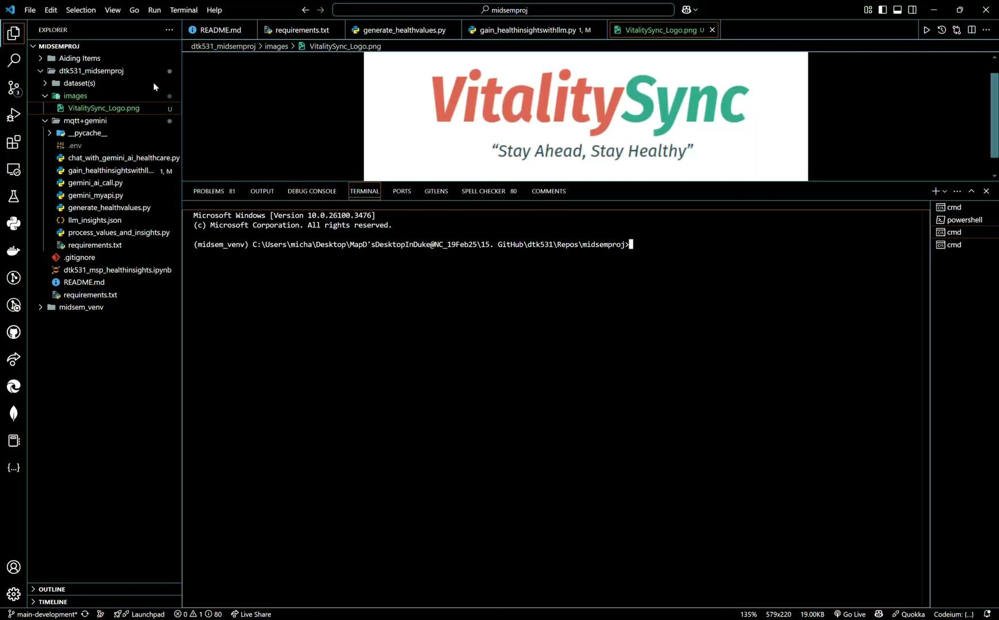 File Edit Selection View Go Run Terminal Help
midsemproj
EXPLORER
README.md
requirements.txt
generate_healthvalues.py
gain_healthinsightswithllm.py 1, M
VitalitySync_Logo.png U
dtk531_midsemproj > images > VitalitySync_Logo.png
MIDSEMPROJ
Aiding Items
dtk531_midsemproj
dataset(s)
images
VitalitySync_Logo.png U
mqtt+gemini
__pycache__
.env
chat_with_gemini_ai_healthcare.py
gain_healthinsightswithll... 1, M
gemini_ai_call.py
gemini_myapi.py
generate_healthvalues.py
llm_insights.json
process_values_and_insights.py
requirements.txt
.gitignore
dtk531_msp_healthinsights.ipynb
README.md
requirements.txt
midsem_venv
OUTLINE
TIMELINE
3
VitalitySync
“Stay Ahead, Stay Healthy”
PROBLEMS 81 OUTPUT DEBUG CONSOLE TERMINAL PORTS GITLENS SPELL CHECKER 80 COMMENTS
Microsoft Windows [Version 10.0.26100.3476]
(c) Microsoft Corporation. All rights reserved.
(midsem_venv) C:\Users\micha\Desktop\MapD'sDesktopInDuke@NC_19Feb25\15. GitHub\dtk531\Repos\midsemproj>
cmd
powershell
cmd
cmd
main-development* Launchpad 0 1 80 Live Share
135% 579x220 19.00KB Go Live Quokka Codeium: {...}